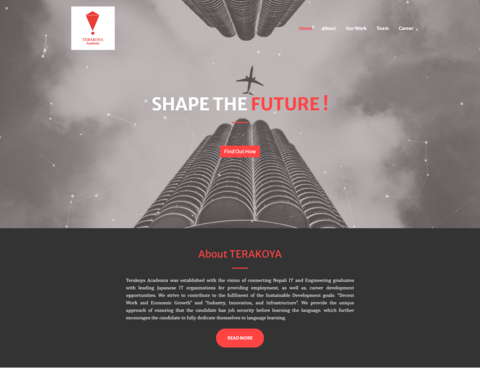 TERAKOYA
Academy
Home About Our Work Team Career
SHAPE THE FUTURE !
Find Out How
About TERAKOYA
Terakoya Academia was established with the vision of connecting Nepali IT and Engineering graduates
with leading Japanese IT organizations for providing employment, as well as, career development
opportunities. We strive to contribute to the fulfilment of the Sustainable Development goals: "Decent
Work and Economic Growth" and "Industry, Innovation, and Infrastructure". We provide the unique
approach of ensuring that the candidate has job security before learning the language. which further
encourages the candidate to fully dedicate themselves to language learning.
READ MORE